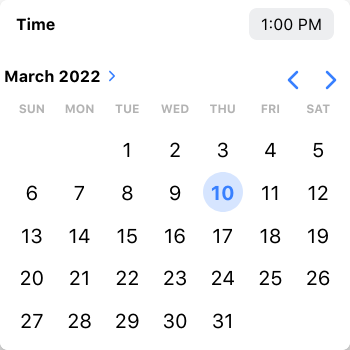 Time 1:00 PM
March 2022
SUN MON TUE WED THU FRI SAT
1 2 3 4 5
6 7 8 9 10 11 12
13 14 15 16 17 18 19
20 21 22 23 24 25 26
27 28 29 30 31